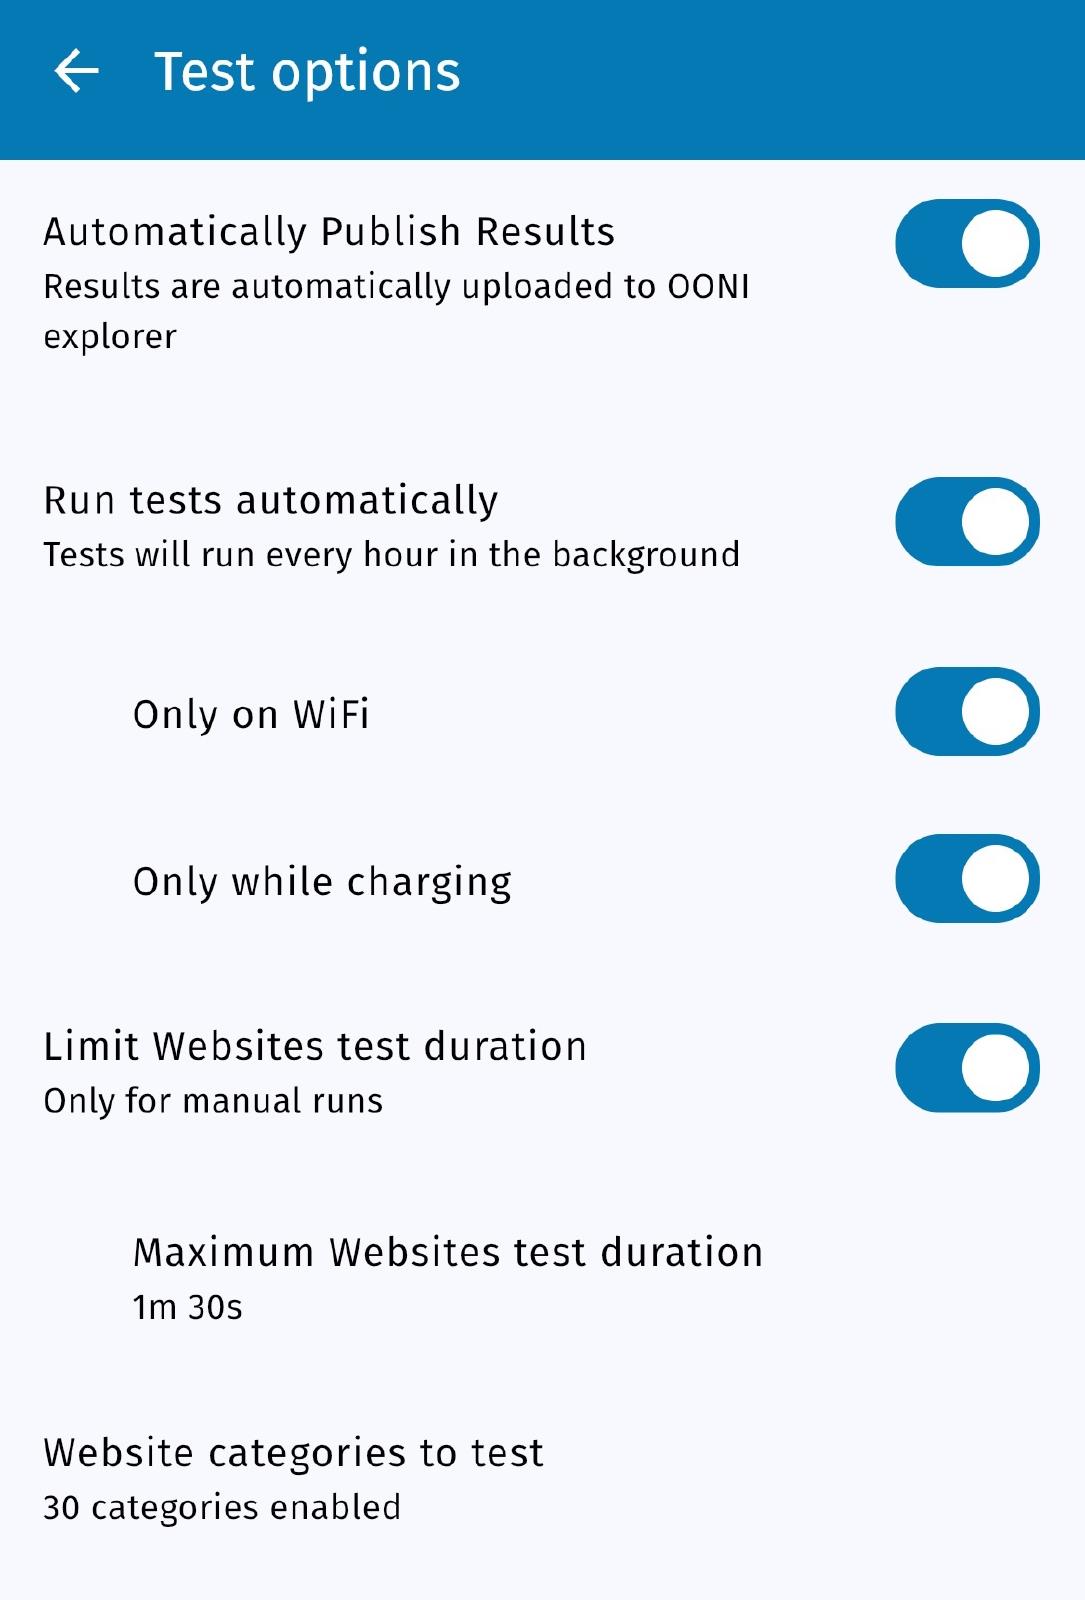 Test options
Automatically Publish Results
Results are automatically uploaded to OONI
explorer
Run tests automatically
Tests will run every hour in the background
Only on WiFi
Only while charging
Limit Websites test duration
Only for manual runs
Maximum Websites test duration
1m 30s
Website categories to test
30 categories enabled